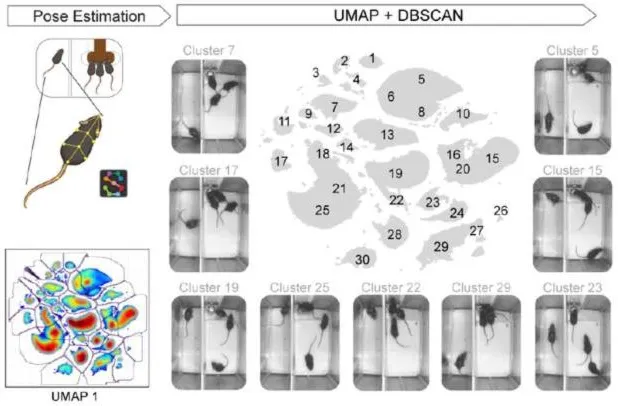 Pose Estimation
UMAP + DBSCAN
Cluster 7
Cluster 5
1
2
3
4
5
6
7
8
9
10
11
12
13
14
15
16
17
18
19
20
21
22
23
24
25
26
27
28
29
30
Cluster 17
Cluster 15
Cluster 19
Cluster 25
Cluster 22
Cluster 29
Cluster 23
UMAP 1